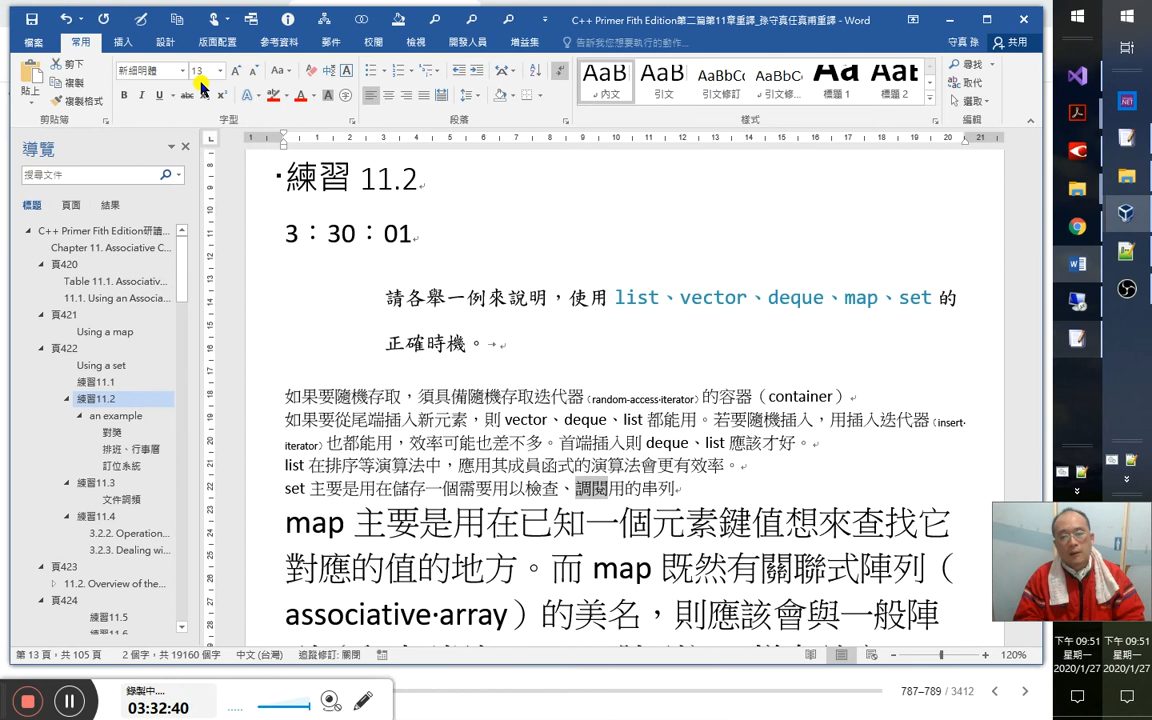 C++ Primer Fith Edition第二篇第11章重譯_孫守真任真甫重譯 - Word
檔案 常用 插入 設計 版面配置 參考資料 郵件 校閱 檢視 開發人員 增益集 告訴我您想要執行的動作... 守真 孫 共用
貼上
剪下
複製
複製格式
剪貼簿
新細明體 13
字型
段落
AaBb AaBb AaBbCc AaBbCc Aa Aat
內文 引文 引文修訂 引文修... 標題 1 標題 2
樣式
尋找
取代
選取
編輯
導覽
搜尋文件
標題 頁面 結果
C++ Primer Fith Edition研讀...
Chapter 11. Associative C...
頁420
Table 11.1. Associativ...
11.1. Using an Associa...
頁421
Using a map
頁422
Using a set
練習11.1
練習11.2
an example
對獎
排班、行事曆
訂位系統
練習11.3
文件詞頻
練習11.4
3.2.2. Operation...
3.2.3. Dealing wi...
頁423
11.2. Overview of the...
頁424
練習11.5
練習11.6
練習 11.2
3：30：01
請各舉一例來說明，使用 list、vector、deque、map、set 的
正確時機。
如果要隨機存取，須具備隨機存取迭代器（random-access-iterator）的容器（container）
如果要從尾端插入新元素，則 vector、deque、list 都能用。若要隨機插入，用插入迭代器（insert-
iterator）也都能用，效率可能也差不多。首端插入則 deque、list 應該才好。
list 在排序等演算法中，應用其成員函式的演算法會更有效率。
set 主要是用在儲存一個需要用以檢查、調閱用的串列
map 主要是用在已知一個元素鍵值想來查找它
對應的值的地方。而 map 既然有關聯式陣列（
associative·array）的美名，則應該會與一般陣
第 13 頁，共 105 頁 2 個字，共 19160 個字 中文 (台灣) 追蹤修訂: 關閉 120%
錄製中....
03:32:40
787–789 / 3412
下午 09:51
星期一
2020/1/27
下午 09:51
星期一
2020/1/27